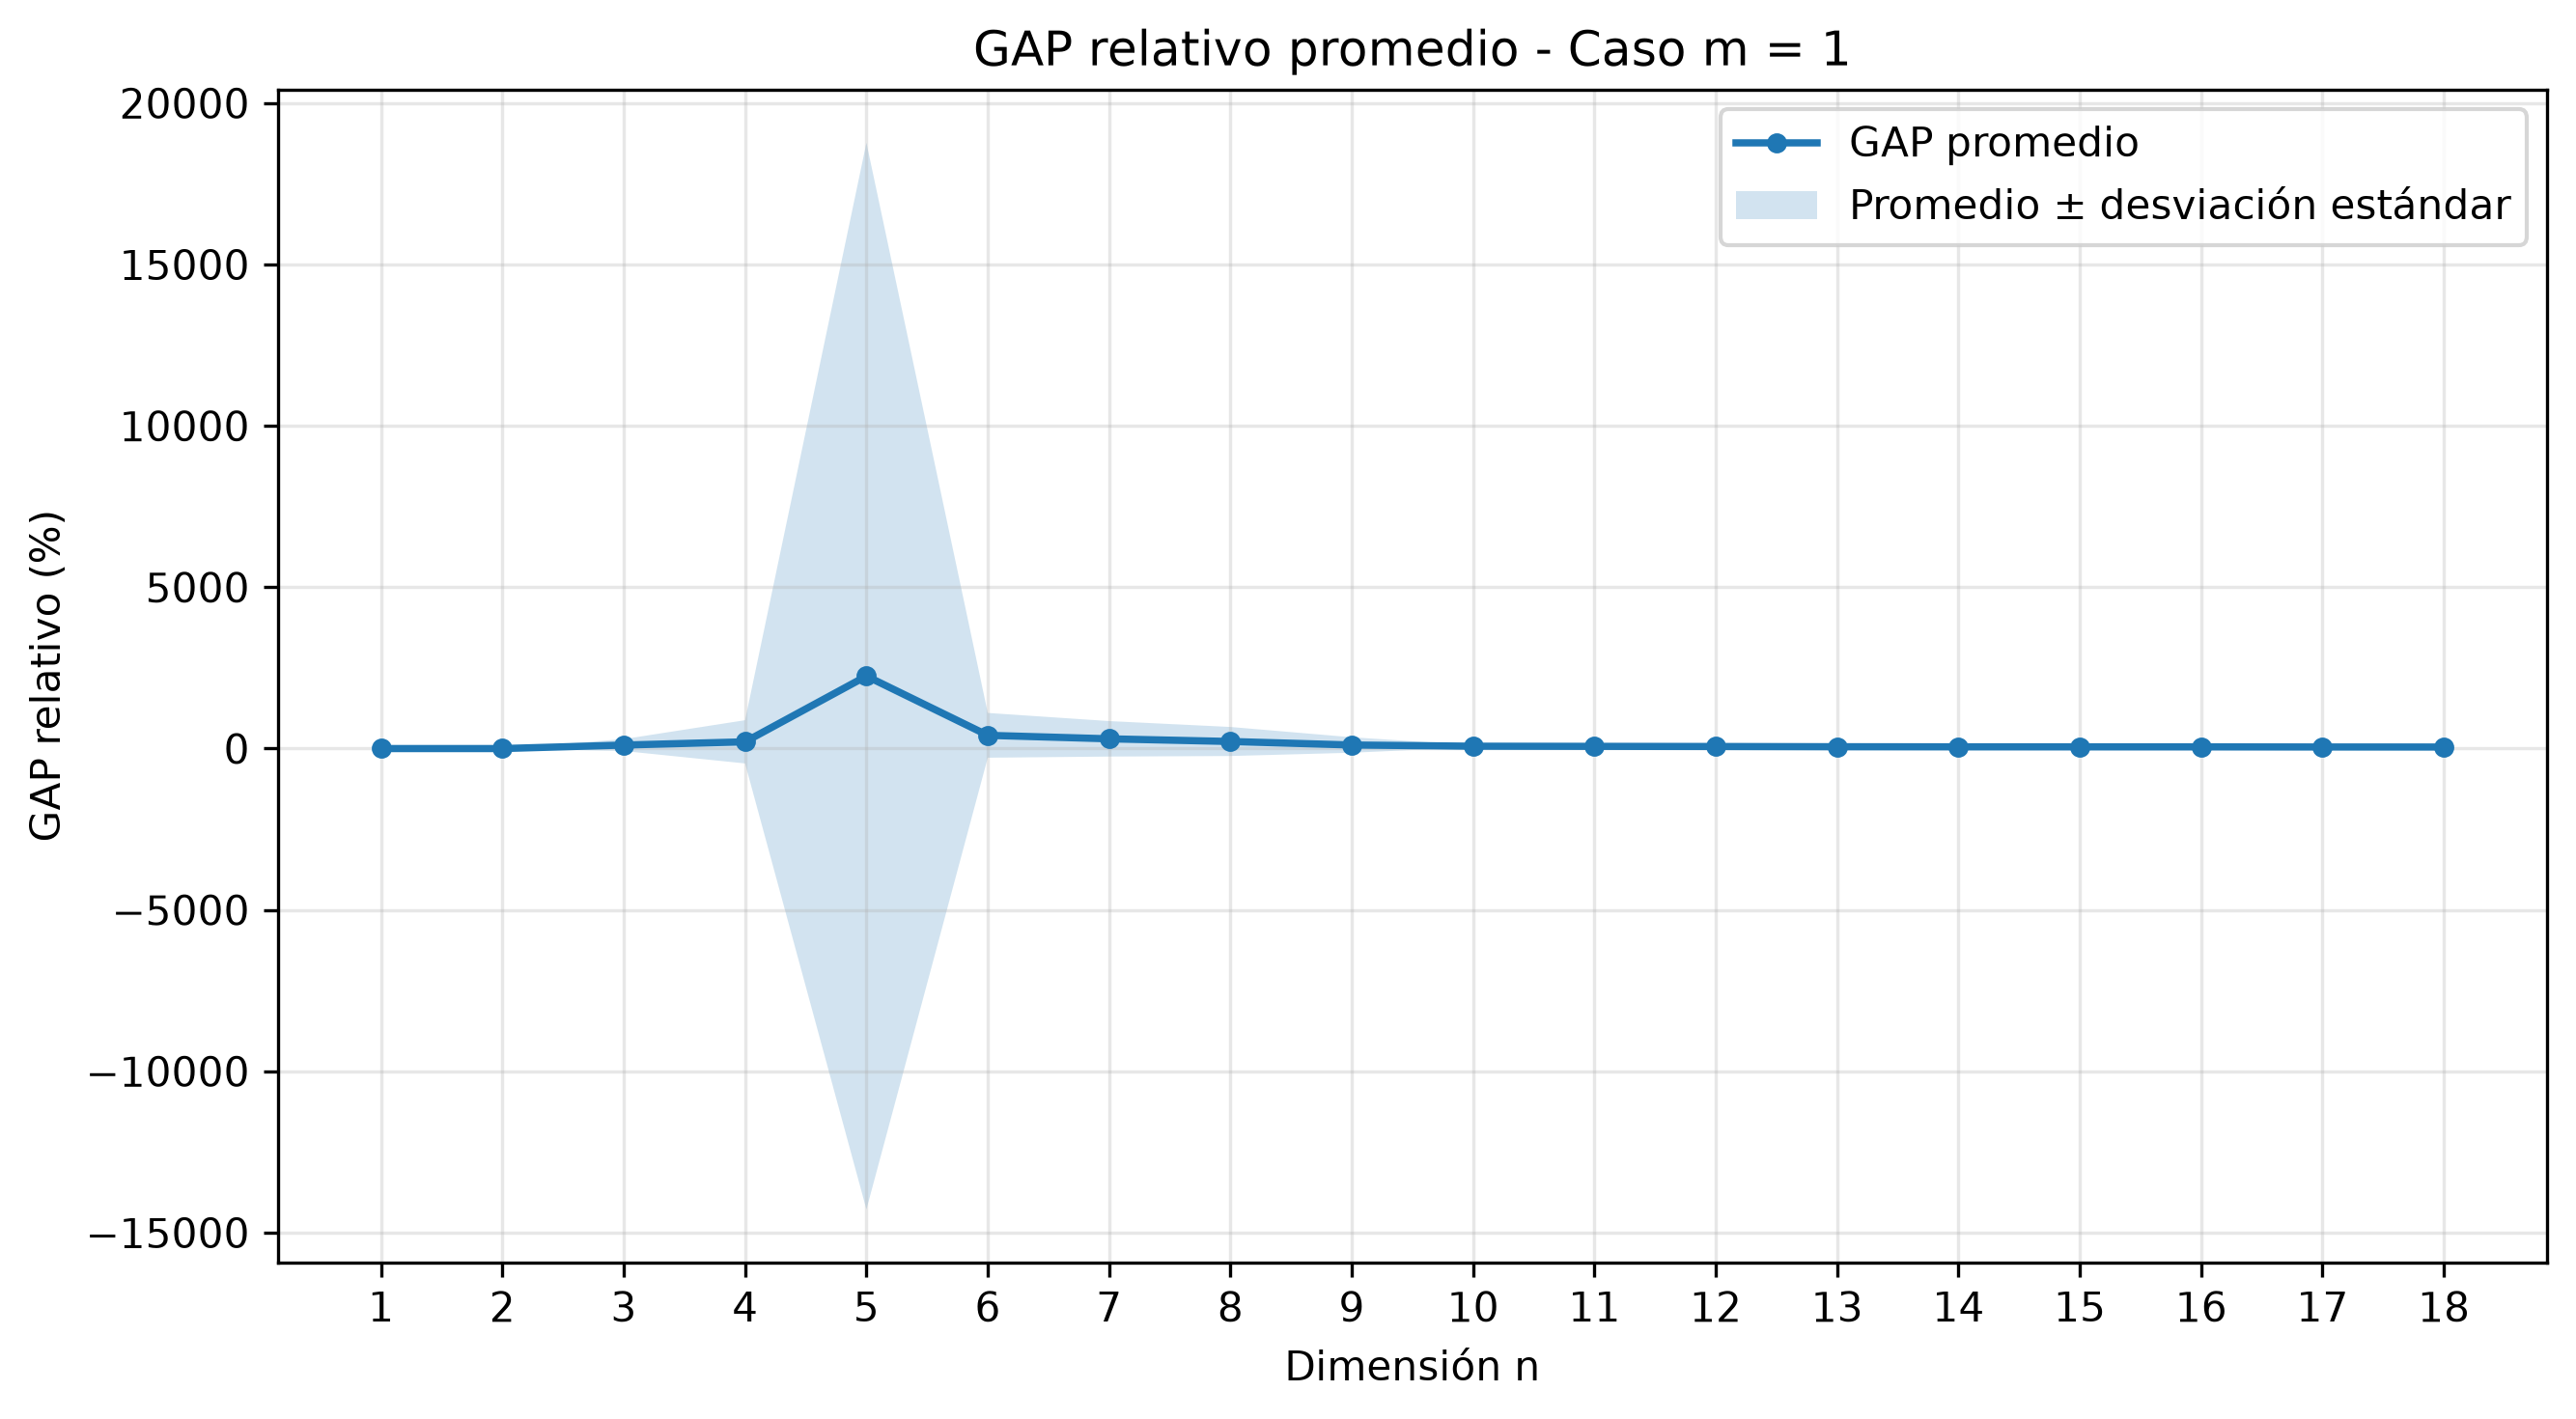 GAP relativo promedio - Caso m = 1
GAP promedio
Promedio ± desviación estándar
GAP relativo (%)
20000
15000
10000
5000
0
−5000
−10000
−15000
1 2 3 4 5 6 7 8 9 10 11 12 13 14 15 16 17 18
Dimensión n